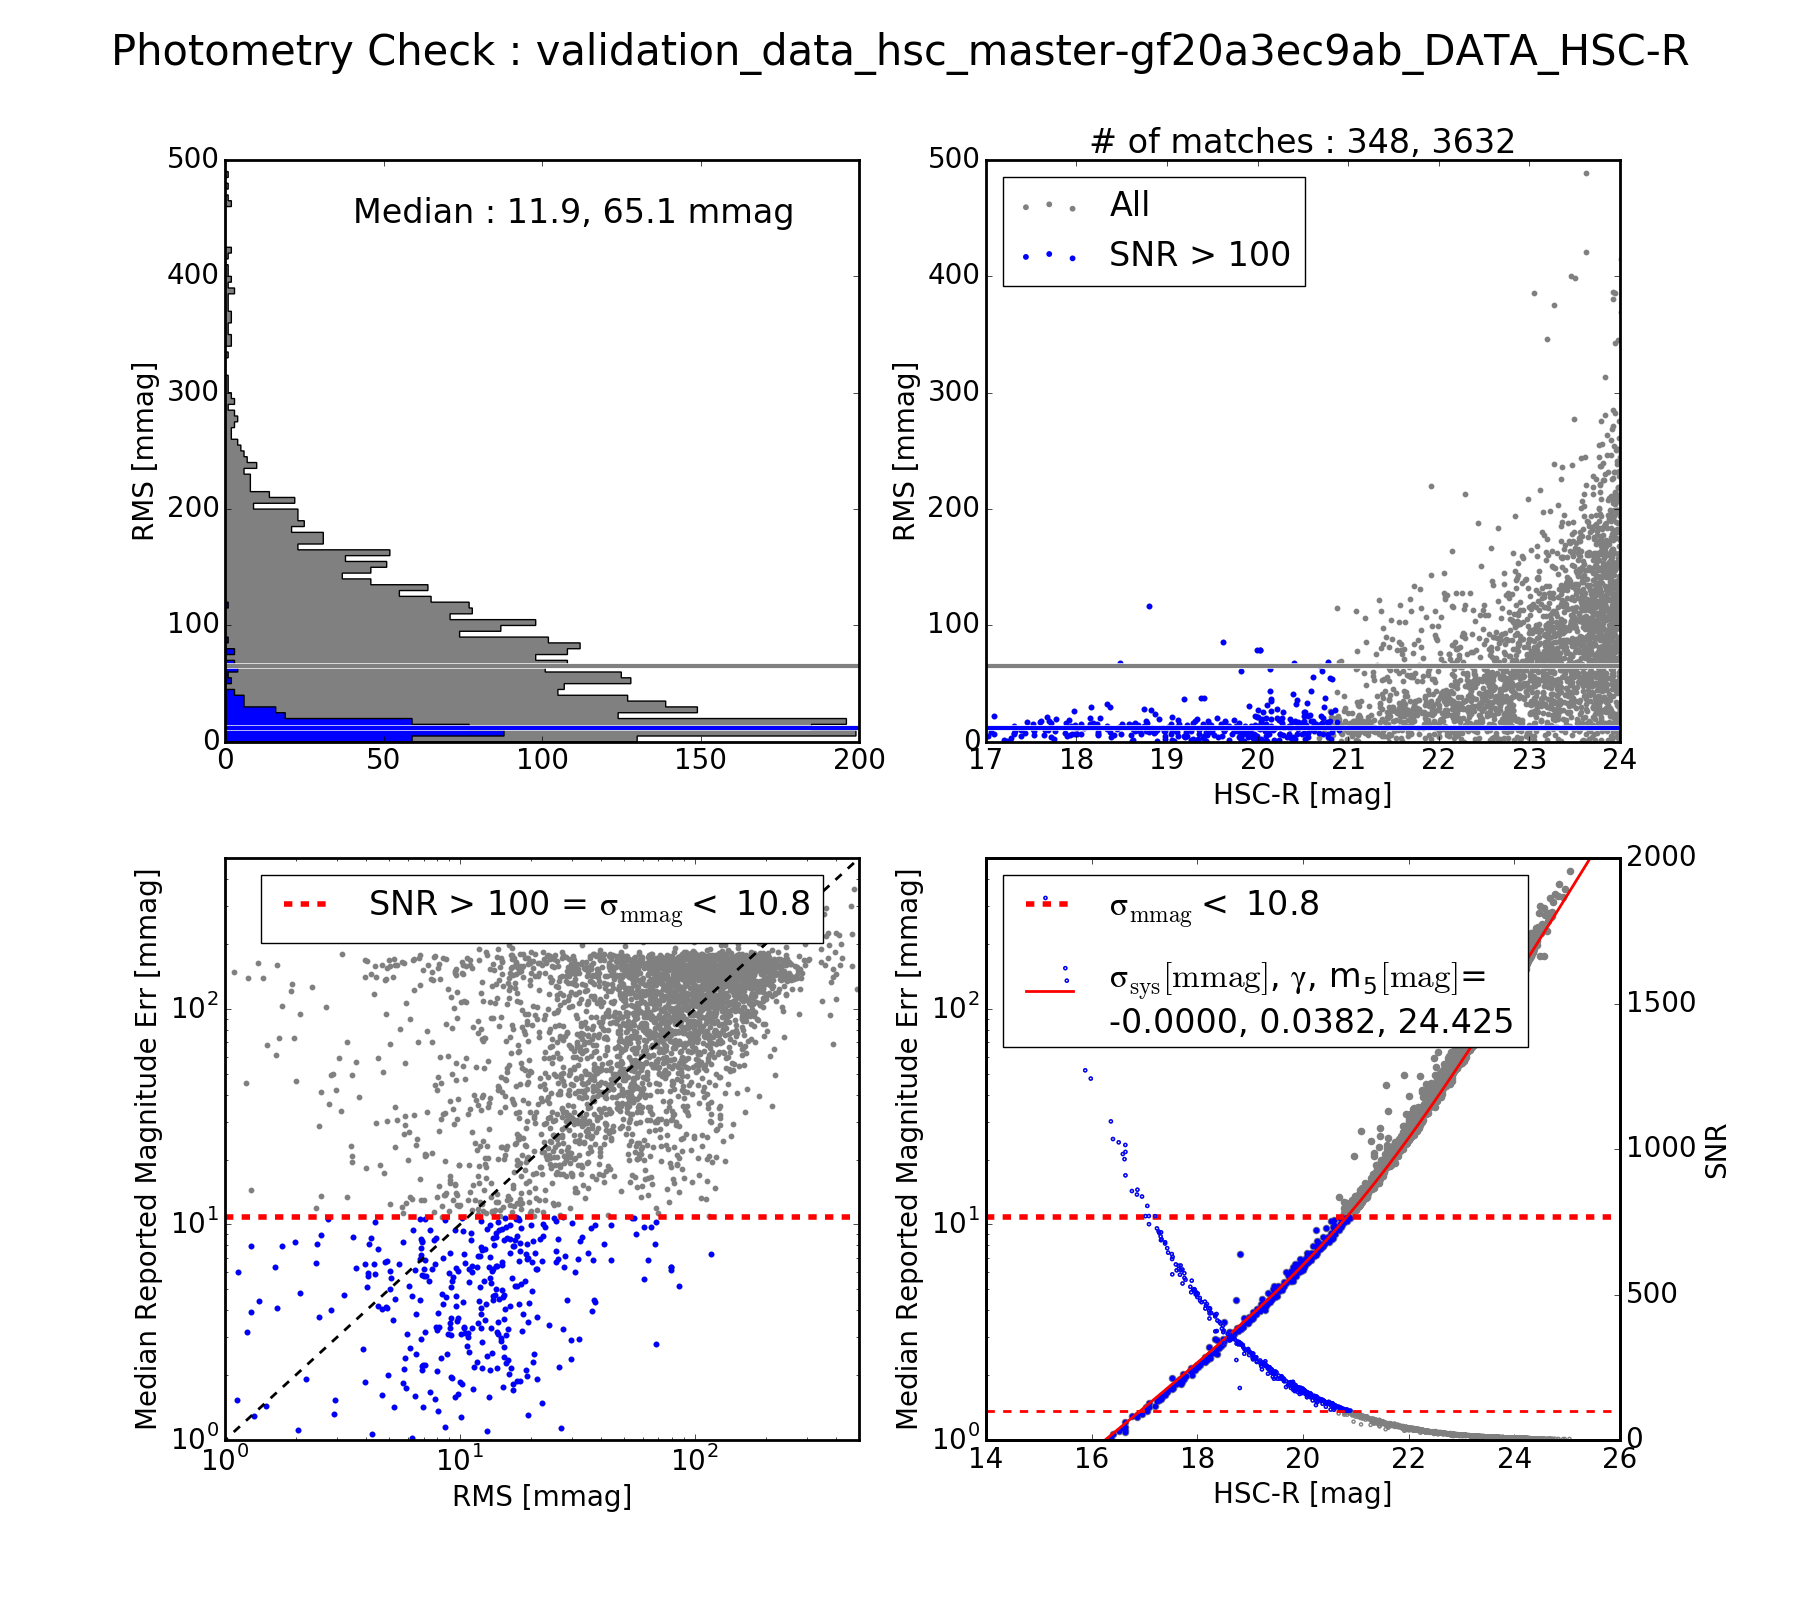 Photometry Check : validation_data_hsc_master-gf20a3ec9ab_DATA_HSC-R
Median : 11.9, 65.1 mmag
RMS [mmag]
500
400
300
200
100
0
0 50 100 150 200
# of matches : 348, 3632
All
SNR > 100
RMS [mmag]
500
400
300
200
100
0
17 18 19 20 21 22 23 24
HSC-R [mag]
SNR > 100 = σmmag < 10.8
Median Reported Magnitude Err [mmag]
10²
10¹
10⁰
10⁰ 10¹ 10²
RMS [mmag]
σmmag < 10.8
σsys[mmag], γ, m5[mag]=
-0.0000, 0.0382, 24.425
Median Reported Magnitude Err [mmag]
10²
10¹
10⁰
2000
1500
1000
500
0
SNR
14 16 18 20 22 24 26
HSC-R [mag]